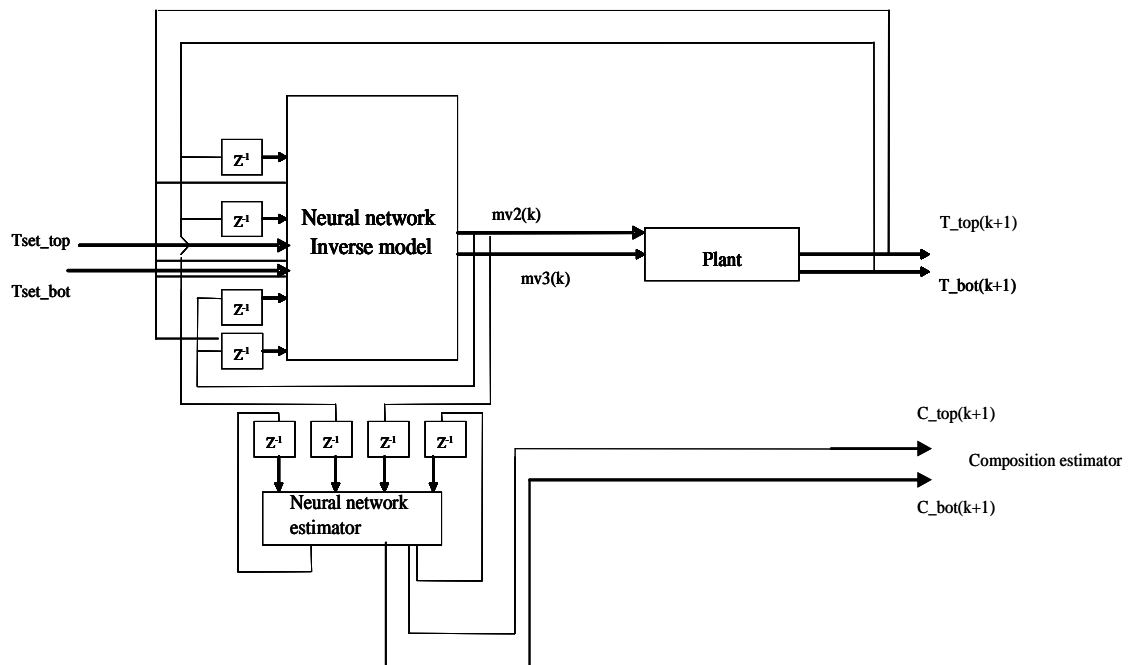 Z-1
Z-1
Neural network
Inverse model
Tset_top
Tset_bot
mv2(k)
mv3(k)
Plant
T_top(k+1)
T_bot(k+1)
Z-1
Z-1
C_top(k+1)
Z-1
Z-1
Z-1
Z-1
Composition estimator
Neural network
estimator
C_bot(k+1)